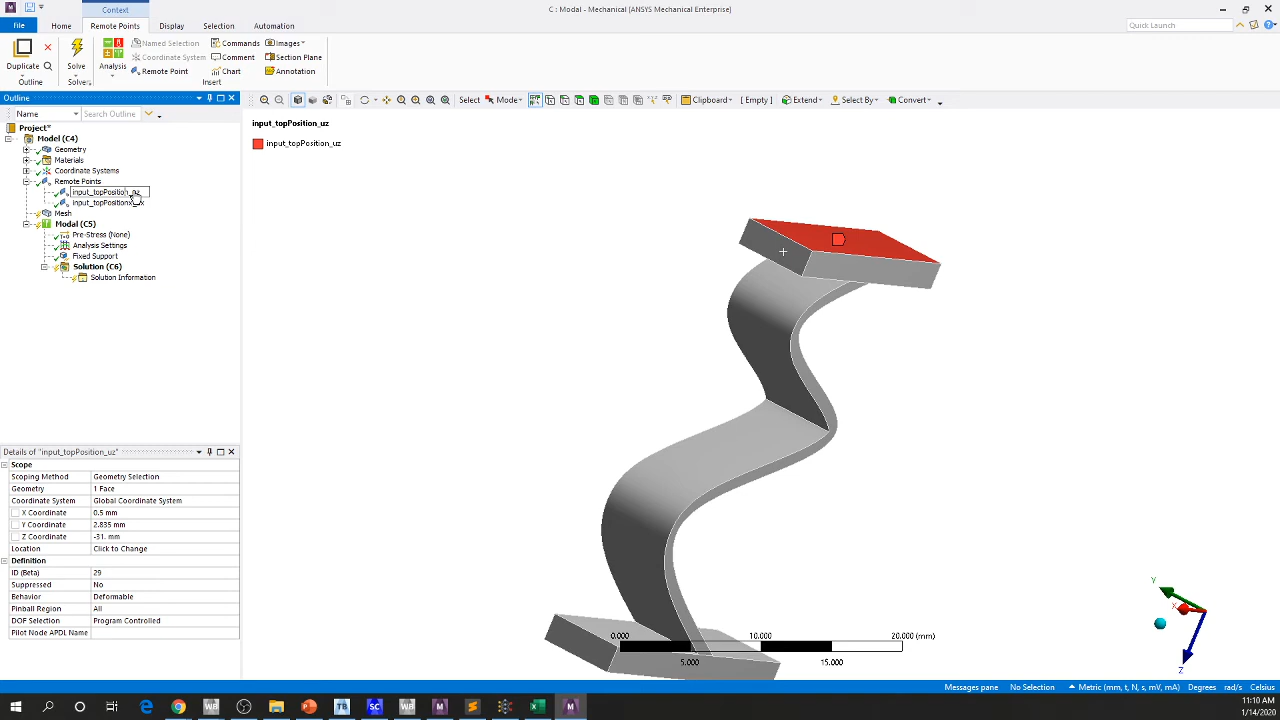 Context
C : Modal - Mechanical (ANSYS Mechanical Enterprise)
File Home Remote Points Display Selection Automation
Quick Launch
Duplicate
Outline
Solve
Solve
Analysis
Named Selection
Coordinate System
Remote Point
Commands
Comment
Chart
Images
Section Plane
Annotation
Insert
Outline
Name
Search Outline
Select Mode Clipboard [ Empty ] Extend Select By Convert
Project*
Model (C4)
Geometry
Materials
Coordinate Systems
Remote Points
input_topPosition_uz
Mesh
Modal (C5)
Pre-Stress (None)
Analysis Settings
Fixed Support
Solution (C6)
Solution Information
input_topPosition_uz
input_topPosition_uz
Details of "input_topPosition_uz"
Scope
Scoping Method Geometry Selection
Geometry 1 Face
Coordinate System Global Coordinate System
X Coordinate 0.5 mm
Y Coordinate 2.835 mm
Z Coordinate -31. mm
Location Click to Change
Definition
ID (Beta) 29
Suppressed No
Behavior Deformable
Pinball Region All
DOF Selection Program Controlled
Pilot Node APDL Name
0.000 10.000 20.000 (mm)
5.000 15.000
Y
X
Z
Messages pane No Selection Metric (mm, t, N, s, mV, mA) Degrees rad/s Celsius
11:10 AM
1/14/2020